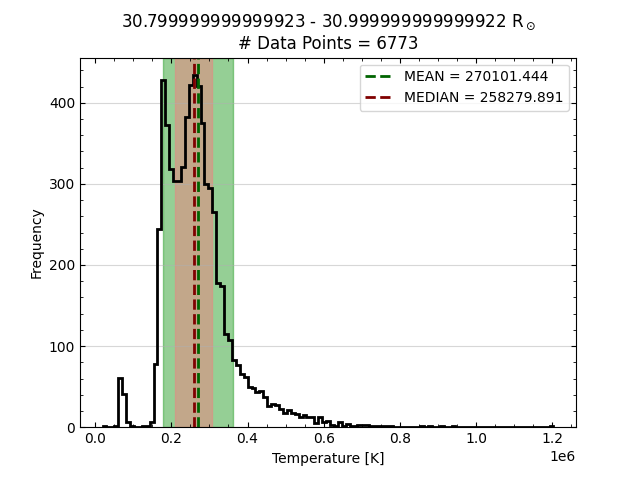 30.799999999999923 - 30.999999999999922 R⊙
# Data Points = 6773
MEAN = 270101.444
MEDIAN = 258279.891
Frequency
400
300
200
100
0
0.0 0.2 0.4 0.6 0.8 1.0 1.2
1e6
Temperature [K]